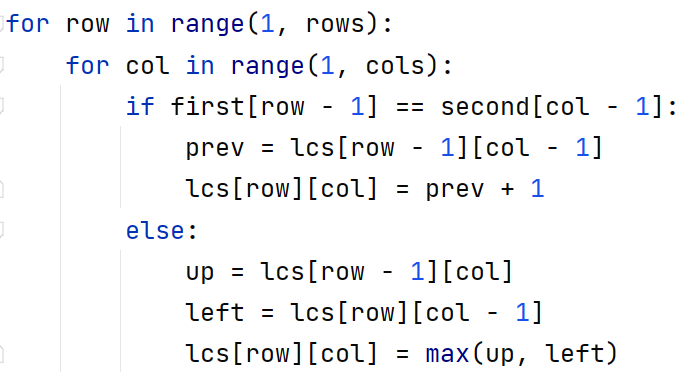 for row in range(1, rows):
    for col in range(1, cols):
        if first[row - 1] == second[col - 1]:
            prev = lcs[row - 1][col - 1]
            lcs[row][col] = prev + 1
        else:
            up = lcs[row - 1][col]
            left = lcs[row][col - 1]
            lcs[row][col] = max(up, left)